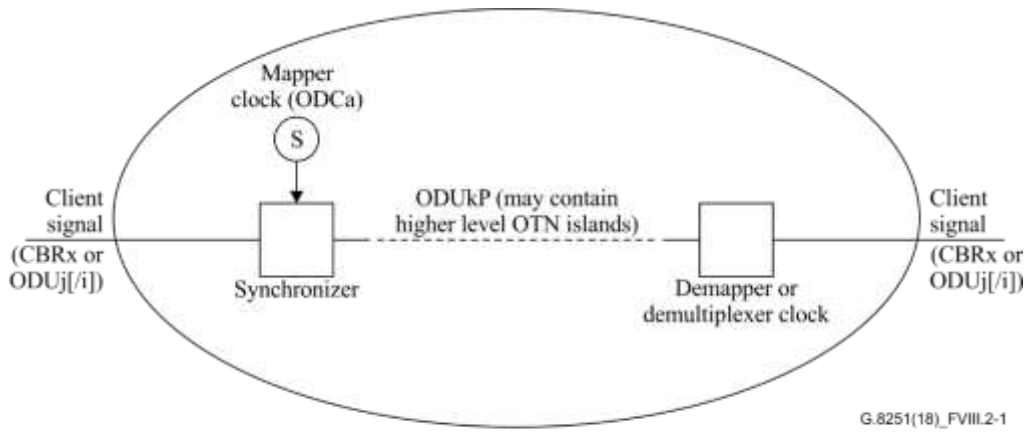 Mapper
clock (ODCa)
S
Client
signal
(CBRx or
ODUj[/i])
Synchronizer
ODUkP (may contain
higher level OTN islands)
Demapper or
demultiplexer clock
Client
signal
(CBRx or
ODUj[/i])
G.8251(18)_FVIII.2-1